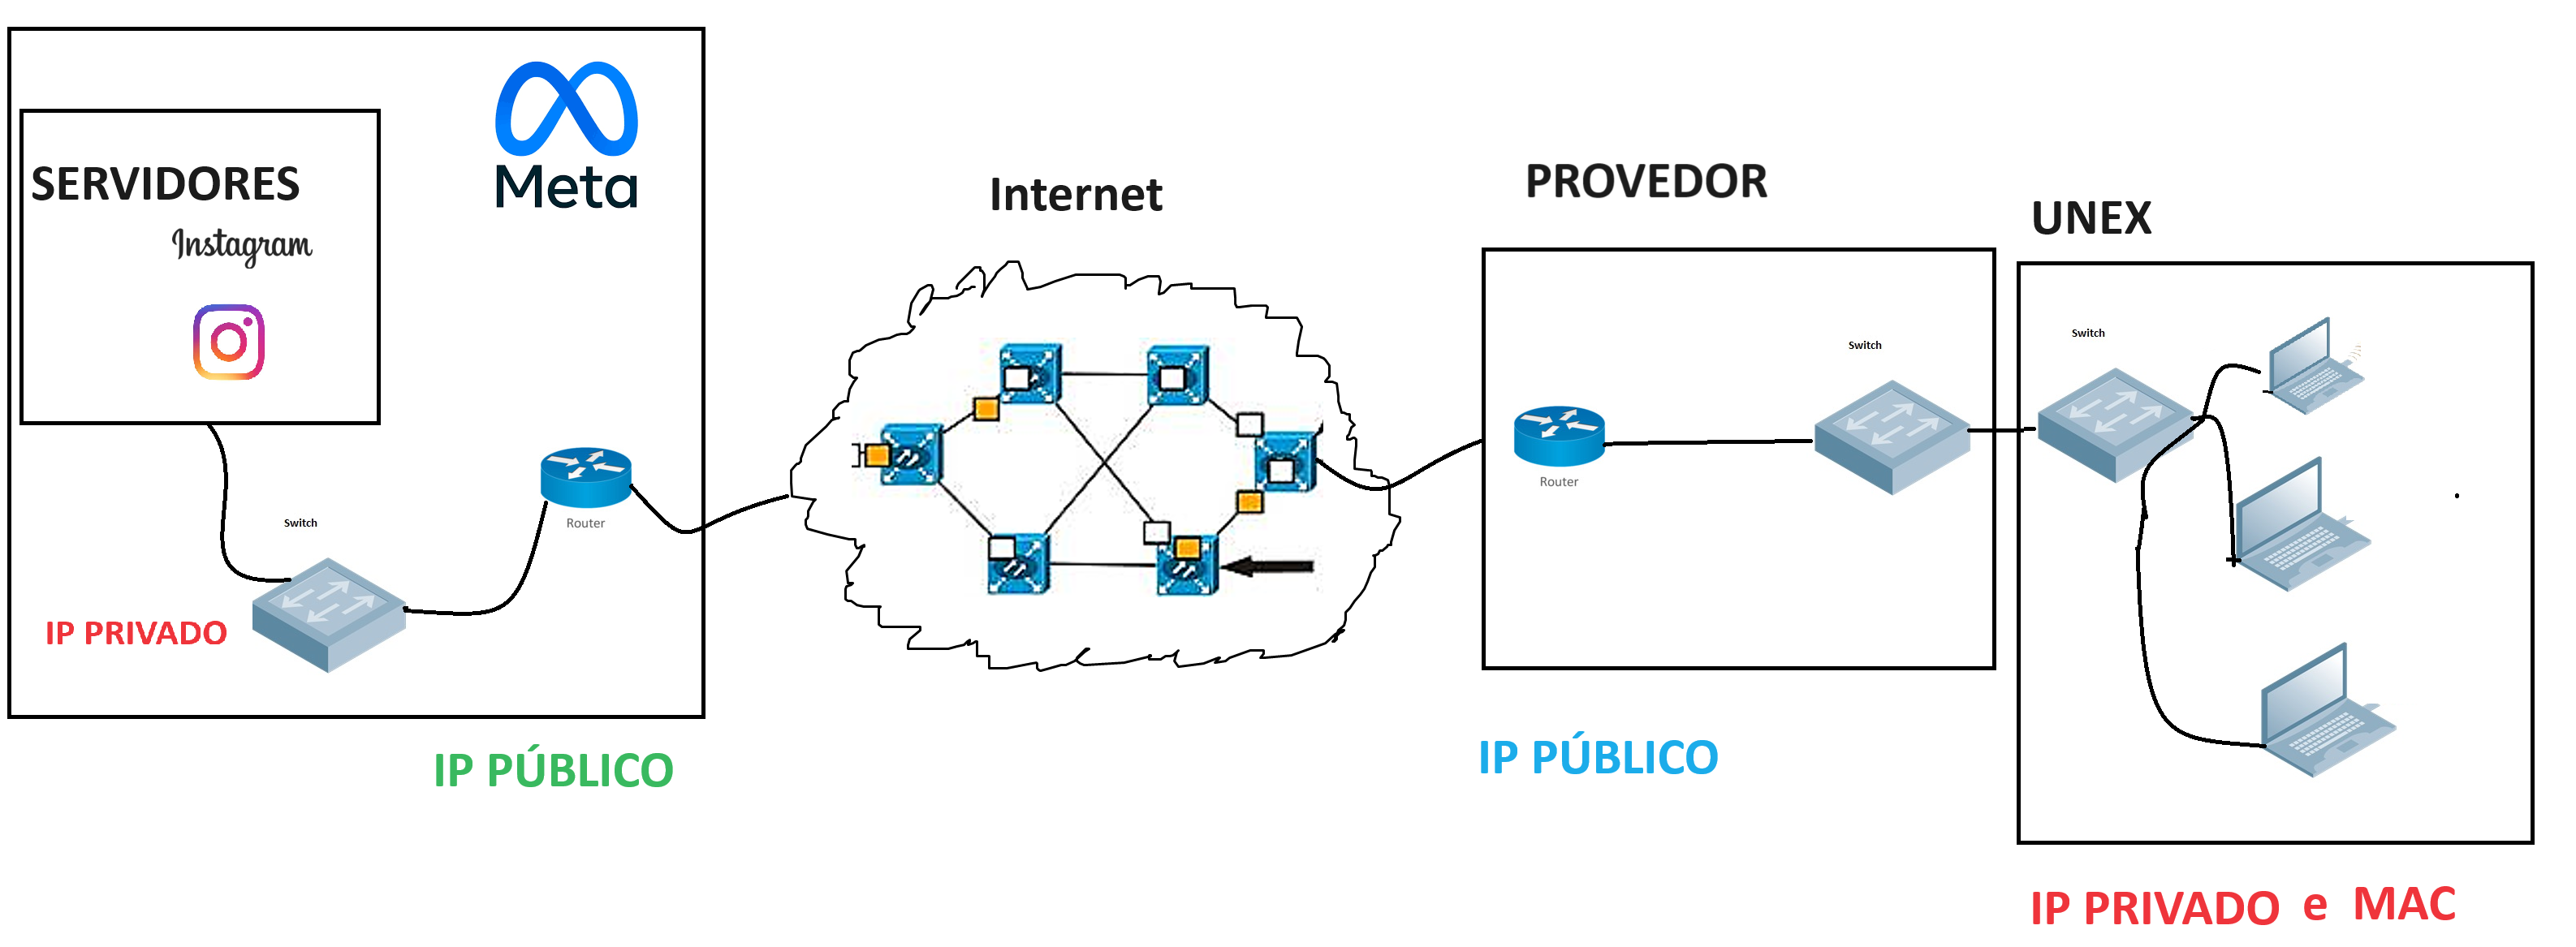 Meta
SERVIDORES
Instagram
Switch
Router
IP PRIVADO
IP PÚBLICO
Internet
PROVEDOR
Router
Switch
IP PÚBLICO
UNEX
Switch
IP PRIVADO e MAC